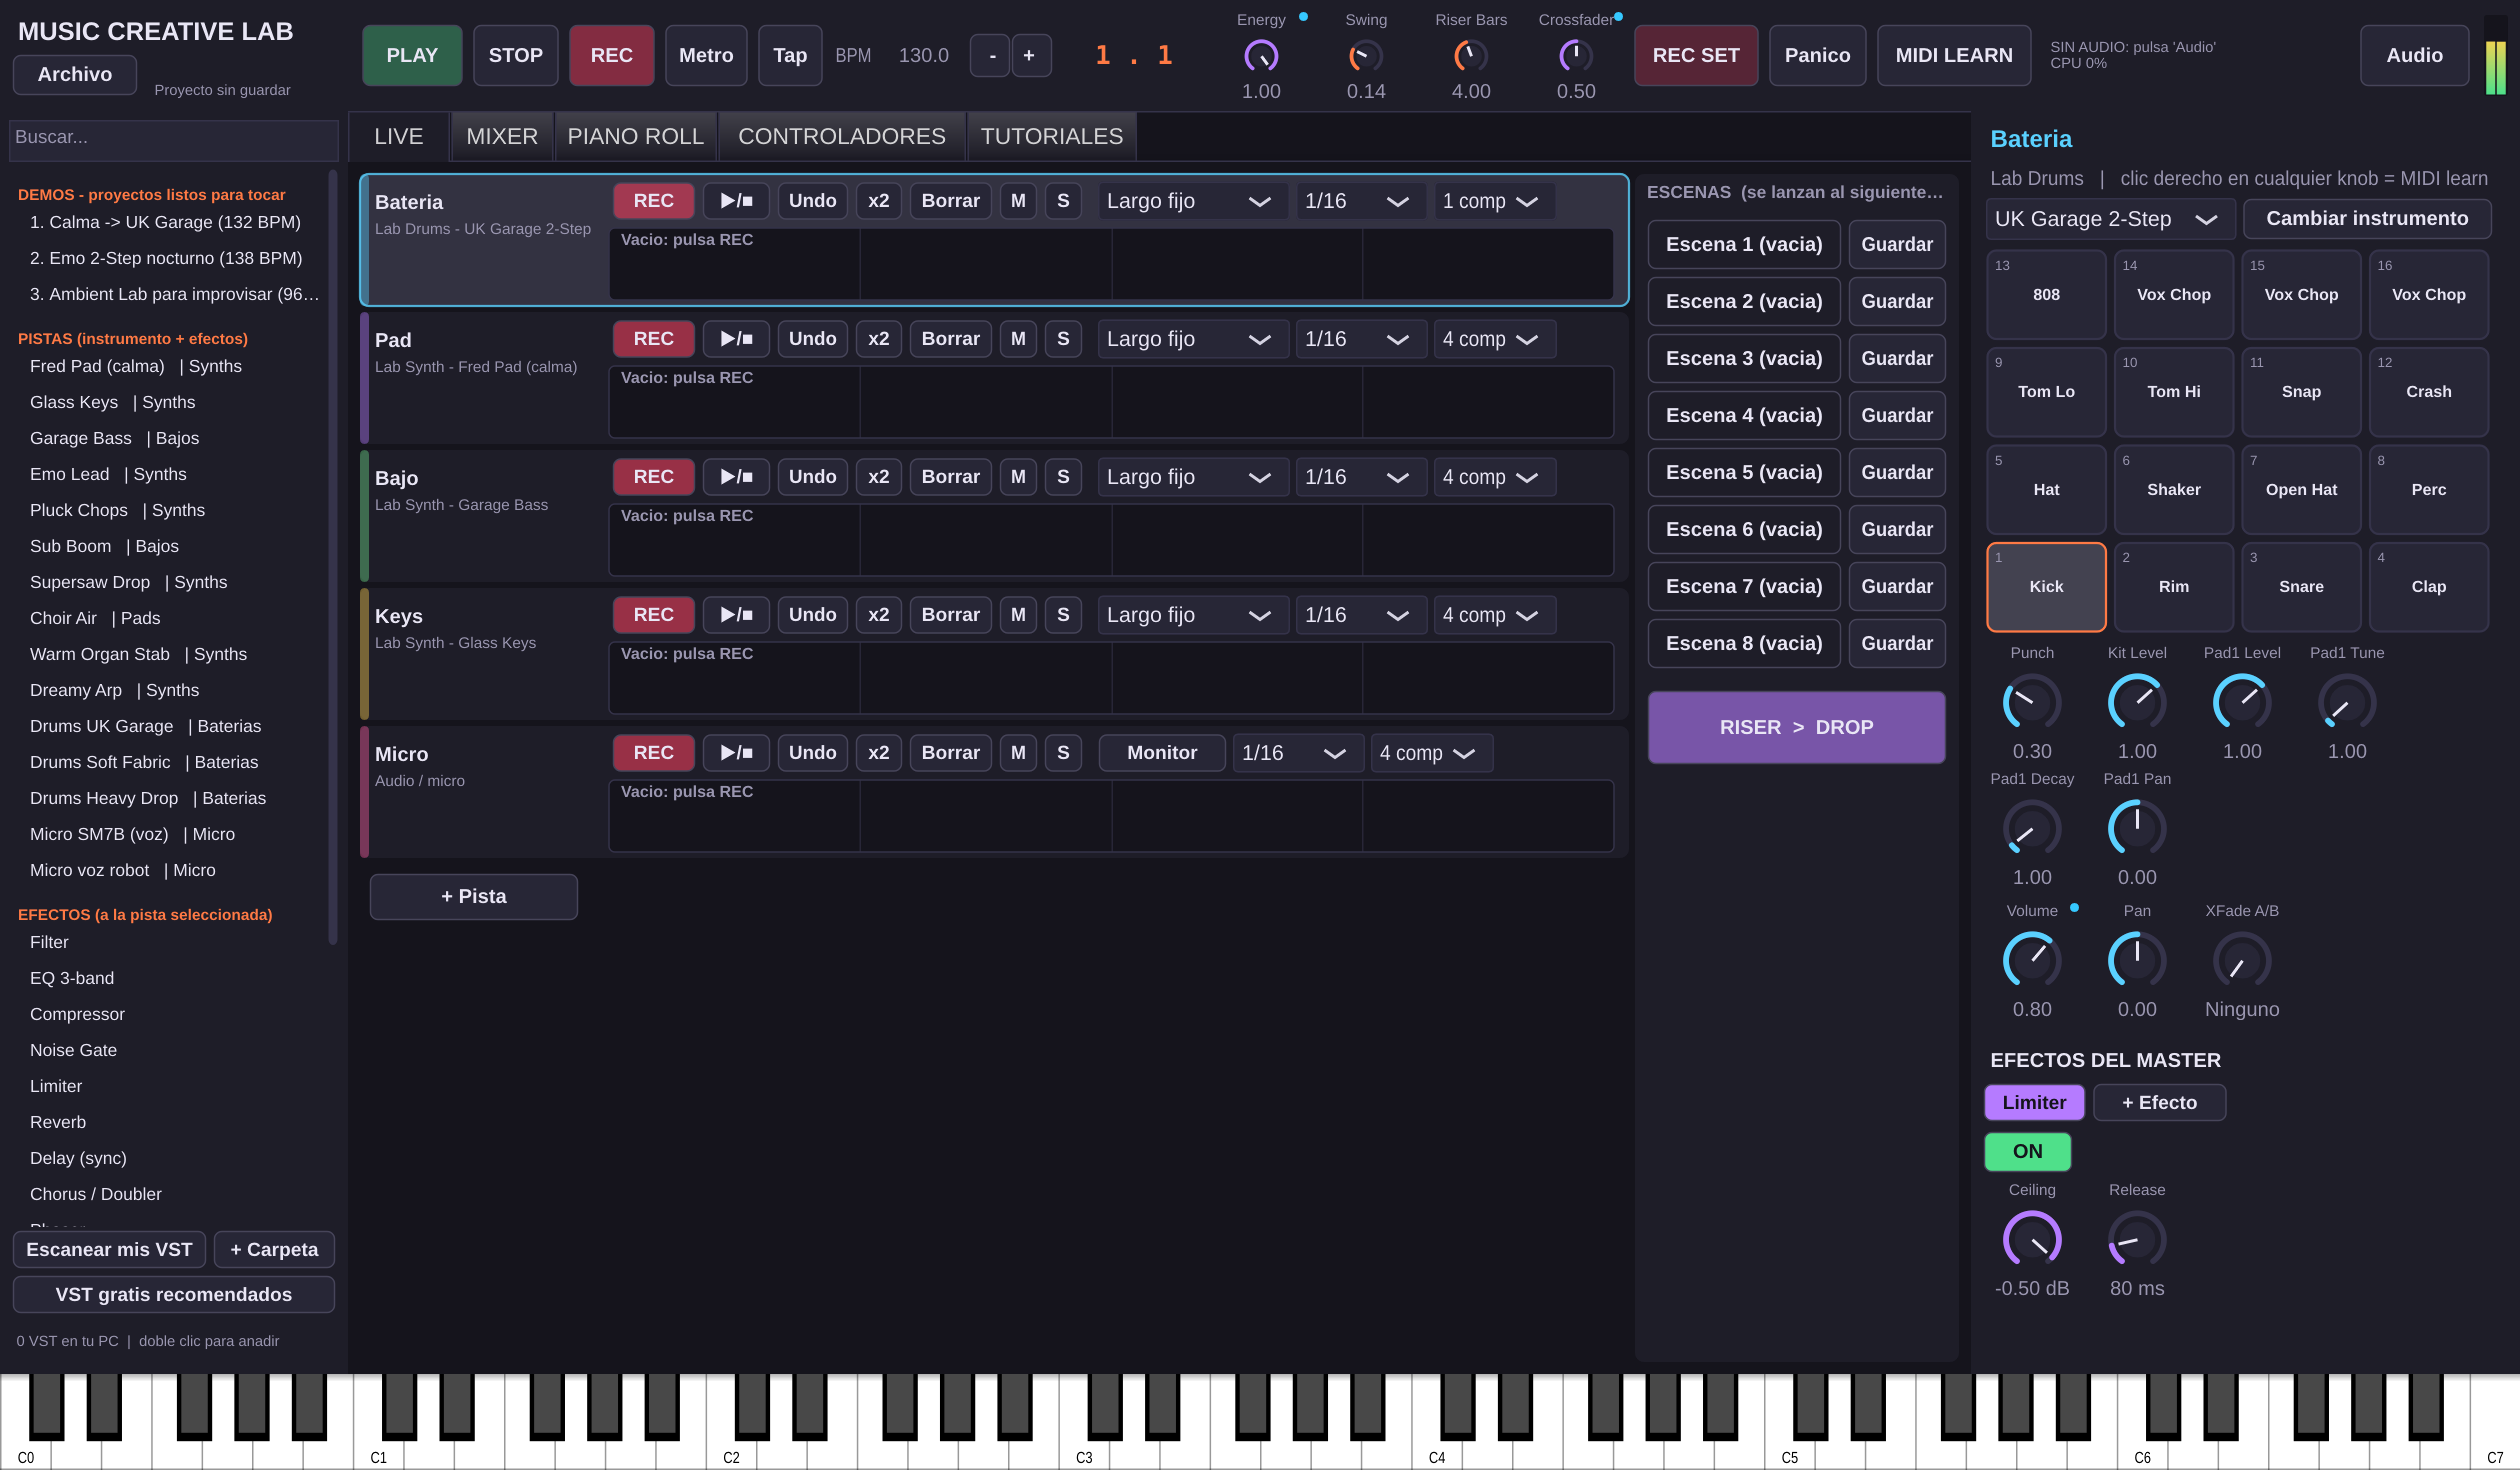 MUSIC CREATIVE LAB
Archivo
Proyecto sin guardar
PLAY
STOP
REC
Metro
Tap
BPM
130.0
-
+
1 . 1
Energy
1.00
Swing
0.14
Riser Bars
4.00
Crossfader
0.50
REC SET
Panico
MIDI LEARN
SIN AUDIO: pulsa 'Audio'
CPU 0%
Audio
Buscar...
DEMOS - proyectos listos para tocar
1. Calma -> UK Garage (132 BPM)
2. Emo 2-Step nocturno (138 BPM)
3. Ambient Lab para improvisar (96...
PISTAS (instrumento + efectos)
Fred Pad (calma) | Synths
Glass Keys | Synths
Garage Bass | Bajos
Emo Lead | Synths
Pluck Chops | Synths
Sub Boom | Bajos
Supersaw Drop | Synths
Choir Air | Pads
Warm Organ Stab | Synths
Dreamy Arp | Synths
Drums UK Garage | Baterias
Drums Soft Fabric | Baterias
Drums Heavy Drop | Baterias
Micro SM7B (voz) | Micro
Micro voz robot | Micro
EFECTOS (a la pista seleccionada)
Filter
EQ 3-band
Compressor
Noise Gate
Limiter
Reverb
Delay (sync)
Chorus / Doubler
Escanear mis VST
+ Carpeta
VST gratis recomendados
0 VST en tu PC | doble clic para anadir
LIVE
MIXER
PIANO ROLL
CONTROLADORES
TUTORIALES
Bateria
Lab Drums - UK Garage 2-Step
REC
/
Undo
x2
Borrar
M
S
Largo fijo
1/16
1 comp
Vacio: pulsa REC
Pad
Lab Synth - Fred Pad (calma)
REC
/
Undo
x2
Borrar
M
S
Largo fijo
1/16
4 comp
Vacio: pulsa REC
Bajo
Lab Synth - Garage Bass
REC
/
Undo
x2
Borrar
M
S
Largo fijo
1/16
4 comp
Vacio: pulsa REC
Keys
Lab Synth - Glass Keys
REC
/
Undo
x2
Borrar
M
S
Largo fijo
1/16
4 comp
Vacio: pulsa REC
Micro
Audio / micro
REC
/
Undo
x2
Borrar
M
S
Monitor
1/16
4 comp
Vacio: pulsa REC
+ Pista
ESCENAS (se lanzan al siguiente...
Escena 1 (vacia)
Guardar
Escena 2 (vacia)
Guardar
Escena 3 (vacia)
Guardar
Escena 4 (vacia)
Guardar
Escena 5 (vacia)
Guardar
Escena 6 (vacia)
Guardar
Escena 7 (vacia)
Guardar
Escena 8 (vacia)
Guardar
RISER > DROP
Bateria
Lab Drums | clic derecho en cualquier knob = MIDI learn
UK Garage 2-Step
Cambiar instrumento
13
808
14
Vox Chop
15
Vox Chop
16
Vox Chop
9
Tom Lo
10
Tom Hi
11
Snap
12
Crash
5
Hat
6
Shaker
7
Open Hat
8
Perc
1
Kick
2
Rim
3
Snare
4
Clap
Punch
0.30
Kit Level
1.00
Pad1 Level
1.00
Pad1 Tune
1.00
Pad1 Decay
1.00
Pad1 Pan
0.00
Volume
0.80
Pan
0.00
XFade A/B
Ninguno
EFECTOS DEL MASTER
Limiter
+ Efecto
ON
Ceiling
-0.50 dB
Release
80 ms
C0
C1
C2
C3
C4
C5
C6
C7